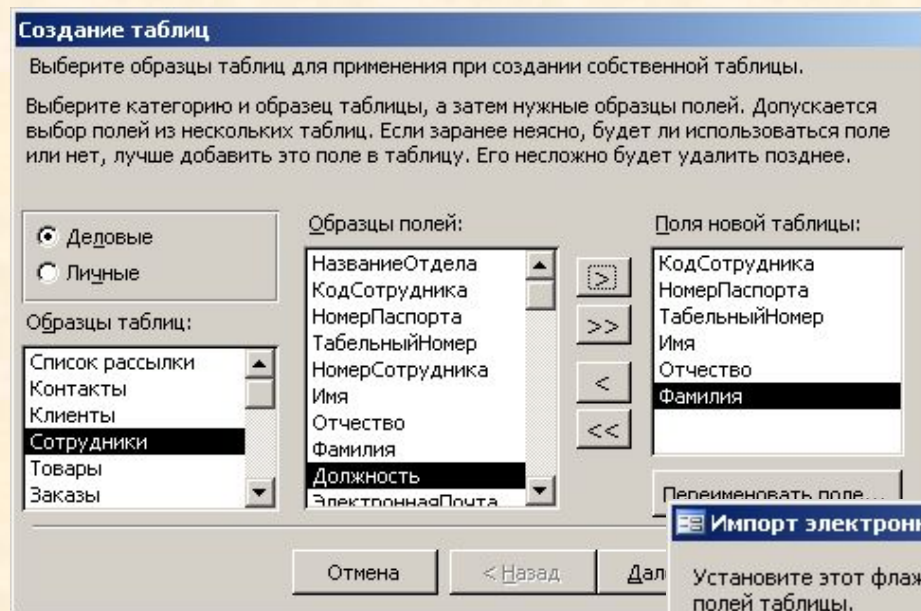 Создание таблиц
Выберите образцы таблиц для применения при создании собственной таблицы.
Выберите категорию и образец таблицы, а затем нужные образцы полей. Допускается
выбор полей из нескольких таблиц. Если заранее неясно, будет ли использоваться поле
или нет, лучше добавить это поле в таблицу. Его несложно будет удалить позднее.
Деловые
Личные
Образцы таблиц:
Список рассылки
Контакты
Клиенты
Сотрудники
Товары
Заказы
Образцы полей:
НазваниеОтдела
КодСотрудника
НомерПаспорта
ТабельныйНомер
НомерСотрудника
Имя
Отчество
Фамилия
Должность
ЭлектроннаяПочта
>
>>
<
<<
Поля новой таблицы:
КодСотрудника
НомерПаспорта
ТабельныйНомер
Имя
Отчество
Фамилия
Переименовать поле...
Отмена
< Назад
Дал
Импорт электронн
Установите этот флаж
полей таблицы.